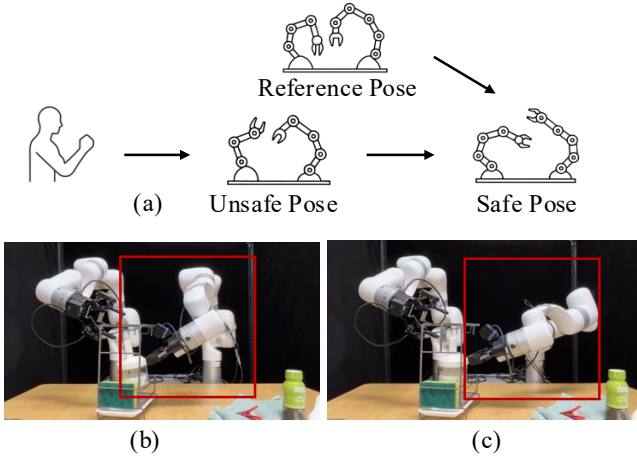 Reference Pose
(a)
Unsafe Pose
Safe Pose
(b)
(c)